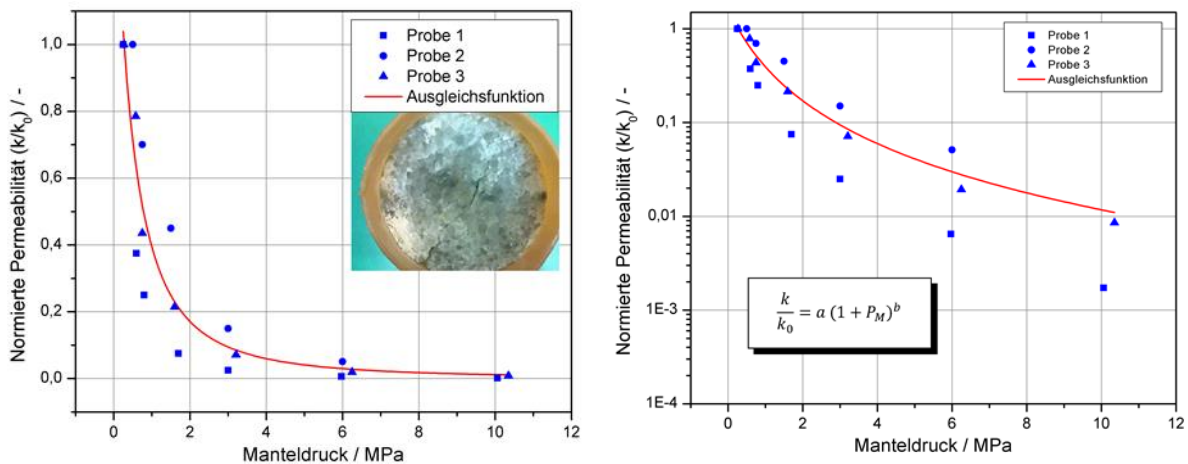 Normierte Permeabilität (k/k₀) / -
1,0
0,8
0,6
0,4
0,2
0,0
0 2 4 6 8 10 12
Manteldruck / MPa
Probe 1
Probe 2
Probe 3
Ausgleichsfunktion
Normierte Permeabilität (k/k₀) / -
1
0,1
0,01
1E-3
1E-4
0 2 4 6 8 10 12
Manteldruck / MPa
Probe 1
Probe 2
Probe 3
Ausgleichsfunktion
k/k₀ = a (1 + P_M)^b